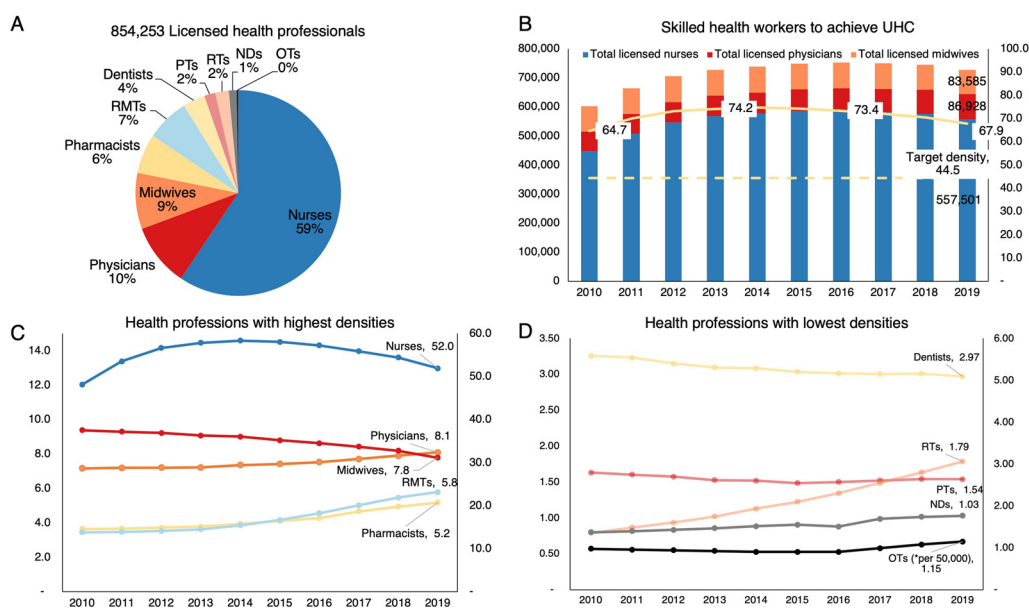 A
854,253 Licensed health professionals
NDs
1%
OTs
0%
RTs
2%
PTs
2%
Dentists
4%
RMTs
7%
Pharmacists
6%
Midwives
9%
Physicians
10%
Nurses
59%
B
Skilled health workers to achieve UHC
Total licensed nurses
Total licensed physicians
Total licensed midwives
800,000
700,000
600,000
500,000
400,000
300,000
200,000
100,000
0
100.0
90.0
80.0
70.0
60.0
50.0
40.0
30.0
20.0
10.0
-
64.7
74.2
73.4
67.9
83,585
86,928
557,501
Target density,
44.5
2010 2011 2012 2013 2014 2015 2016 2017 2018 2019
C
Health professions with highest densities
14.0
12.0
10.0
8.0
6.0
4.0
2.0
-
60.0
50.0
40.0
30.0
20.0
10.0
-
Nurses, 52.0
Physicians, 8.1
Midwives, 7.8
RMTs, 5.8
Pharmacists, 5.2
2010 2011 2012 2013 2014 2015 2016 2017 2018 2019
D
Health professions with lowest densities
3.50
3.00
2.50
2.00
1.50
1.00
0.50
-
6.00
5.00
4.00
3.00
2.00
1.00
-
Dentists, 2.97
RTs, 1.79
PTs, 1.54
NDs, 1.03
OTs (*per 50,000),
1.15
2010 2011 2012 2013 2014 2015 2016 2017 2018 2019